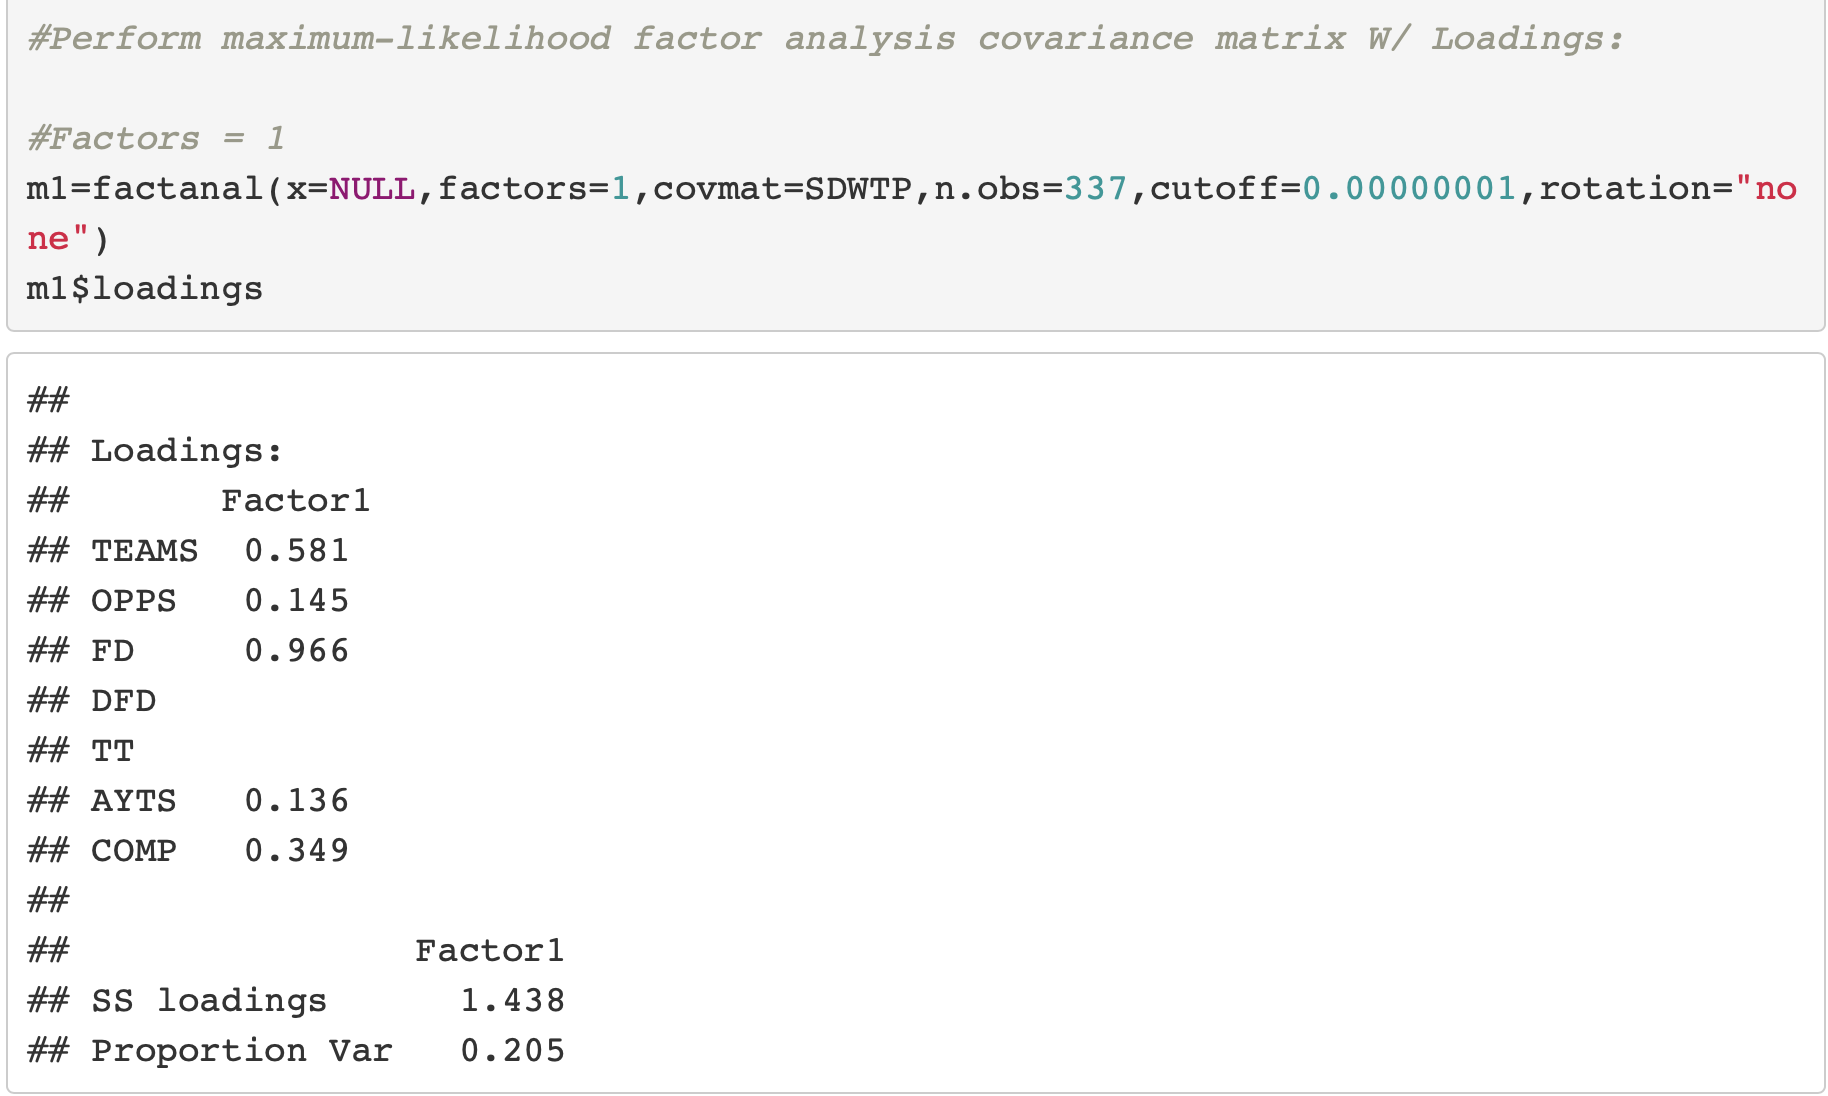 #Perform maximum-likelihood factor analysis covariance matrix W/ Loadings:
#Factors = 1
m1=factanal(x=NULL,factors=1,covmat=SDWTP,n.obs=337,cutoff=0.00000001,rotation="no
ne")
m1$loadings
##
## Loadings:
##       Factor1
## TEAMS  0.581
## OPPS   0.145
## FD     0.966
## DFD
## TT
## AYTS   0.136
## COMP   0.349
##
##                Factor1
## SS loadings      1.438
## Proportion Var   0.205